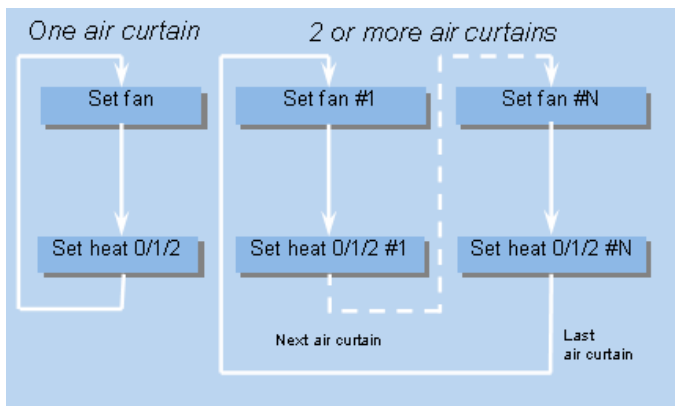 One air curtain
2 or more air curtains
Set fan
Set fan #1
Set fan #N
Set heat 0/1/2
Set heat 0/1/2 #1
Set heat 0/1/2 #N
Next air curtain
Last
air curtain